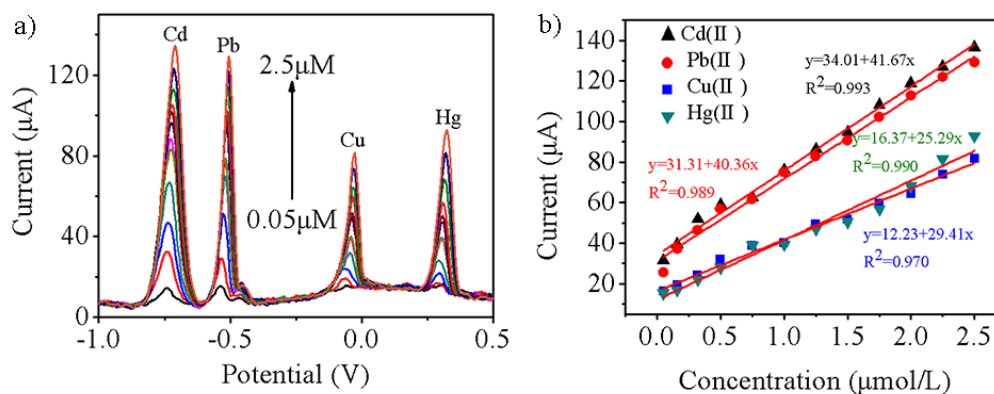 a)
Cd
Pb
2.5μM
0.05μM
Cu
Hg
120
80
40
0
Current (μA)
-1.0
-0.5
0.0
0.5
Potential (V)
b)
Cd(II )
Pb(II)
Cu(II)
Hg(II)
y=34.01+41.67x
R2=0.993
y=16.37+25.29x
R2=0.990
y=31.31+40.36x
R2=0.989
y=12.23+29.41x
R2=0.970
140
120
100
80
60
40
20
Current (μA)
0.0
0.5
1.0
1.5
2.0
2.5
Concentration (μmol/L)